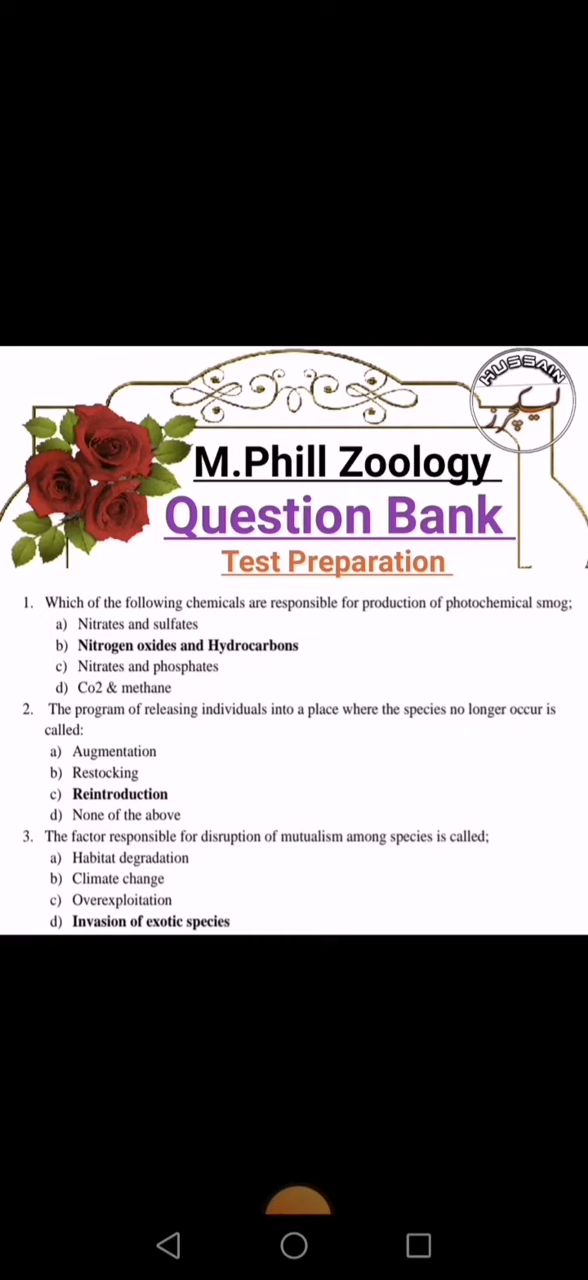 HUSSAIN
لیکچرز
M.Phill Zoology
Question Bank
Test Preparation
1. Which of the following chemicals are responsible for production of photochemical smog;
a) Nitrates and sulfates
b) Nitrogen oxides and Hydrocarbons
c) Nitrates and phosphates
d) Co2 & methane
2. The program of releasing individuals into a place where the species no longer occur is
called:
a) Augmentation
b) Restocking
c) Reintroduction
d) None of the above
3. The factor responsible for disruption of mutualism among species is called;
a) Habitat degradation
b) Climate change
c) Overexploitation
d) Invasion of exotic species